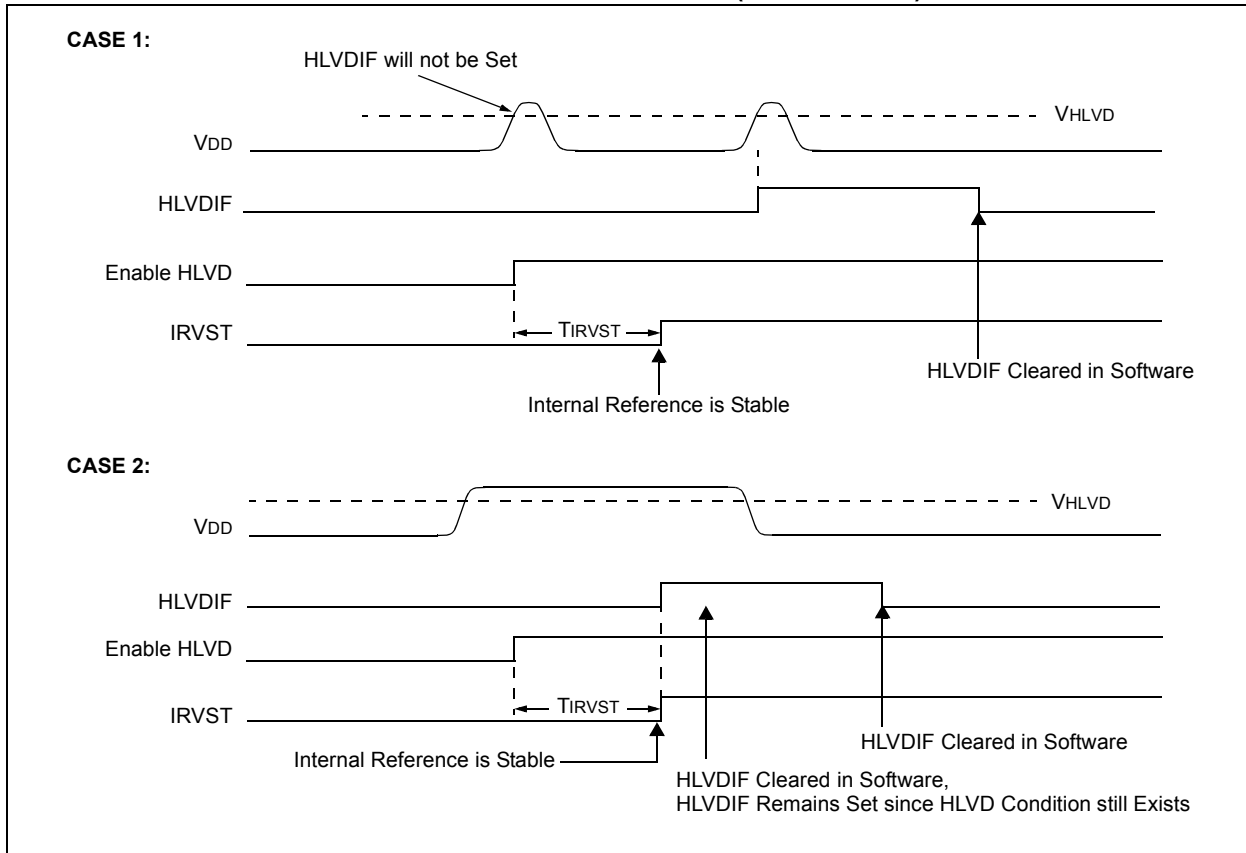 CASE 1:
HLVDIF will not be Set
VHLVD
VDD
HLVDIF
Enable HLVD
TIRVST
IRVST
HLVDIF Cleared in Software
Internal Reference is Stable
CASE 2:
VHLVD
VDD
HLVDIF
Enable HLVD
TIRVST
IRVST
HLVDIF Cleared in Software
Internal Reference is Stable
HLVDIF Cleared in Software,
HLVDIF Remains Set since HLVD Condition still Exists